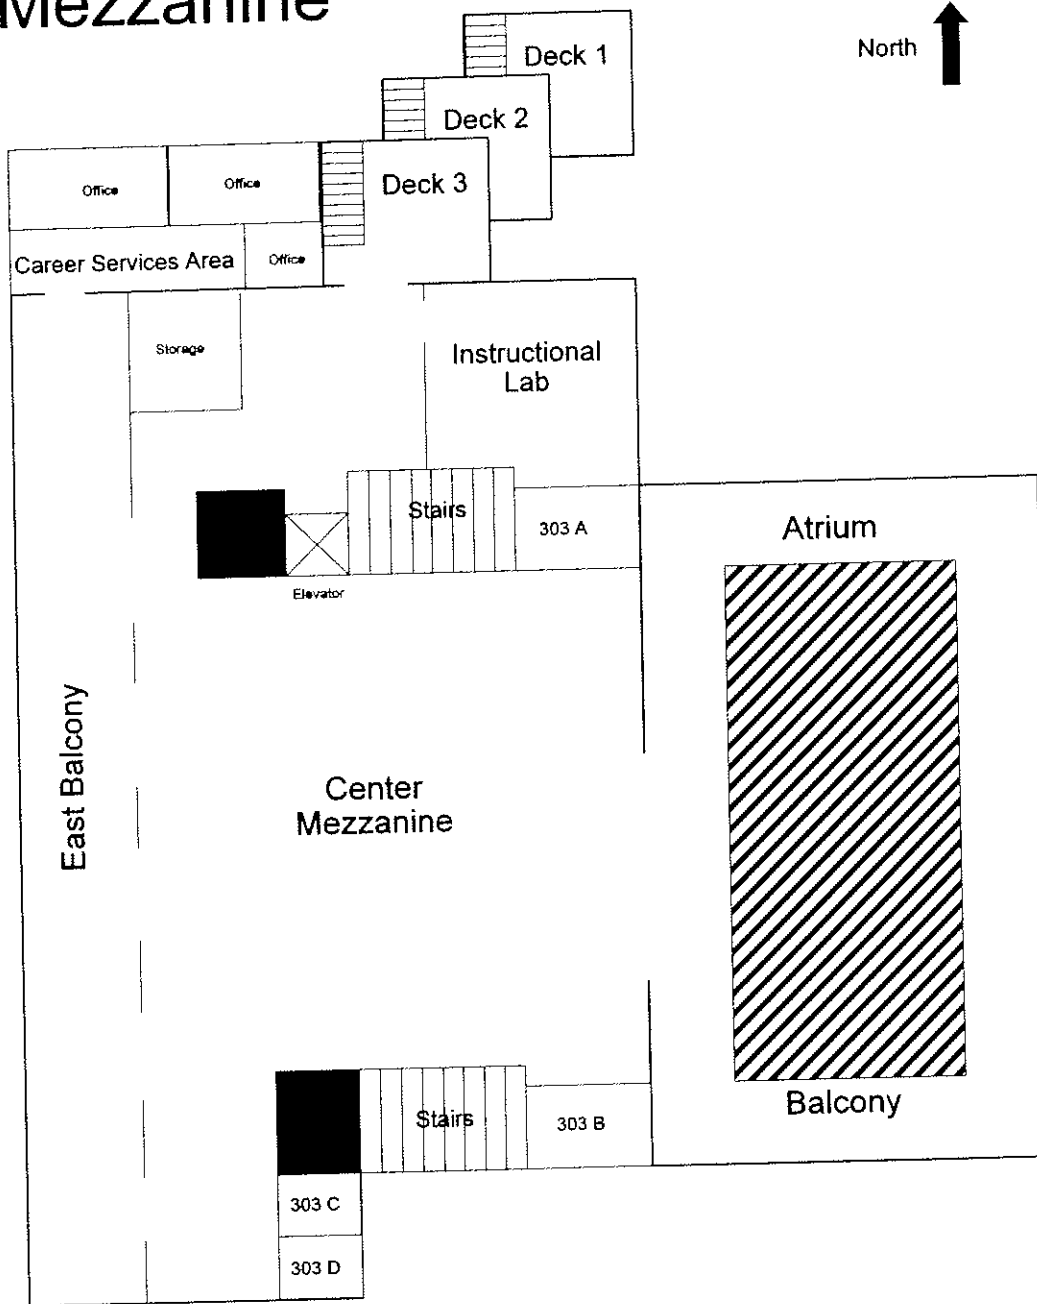 Mezzanine
North
Deck 1
Deck 2
Deck 3
Office
Office
Career Services Area
Office
Storage
Instructional
Lab
Stairs
303 A
Elevator
Atrium
East Balcony
Center
Mezzanine
Stairs
303 B
Balcony
303 C
303 D